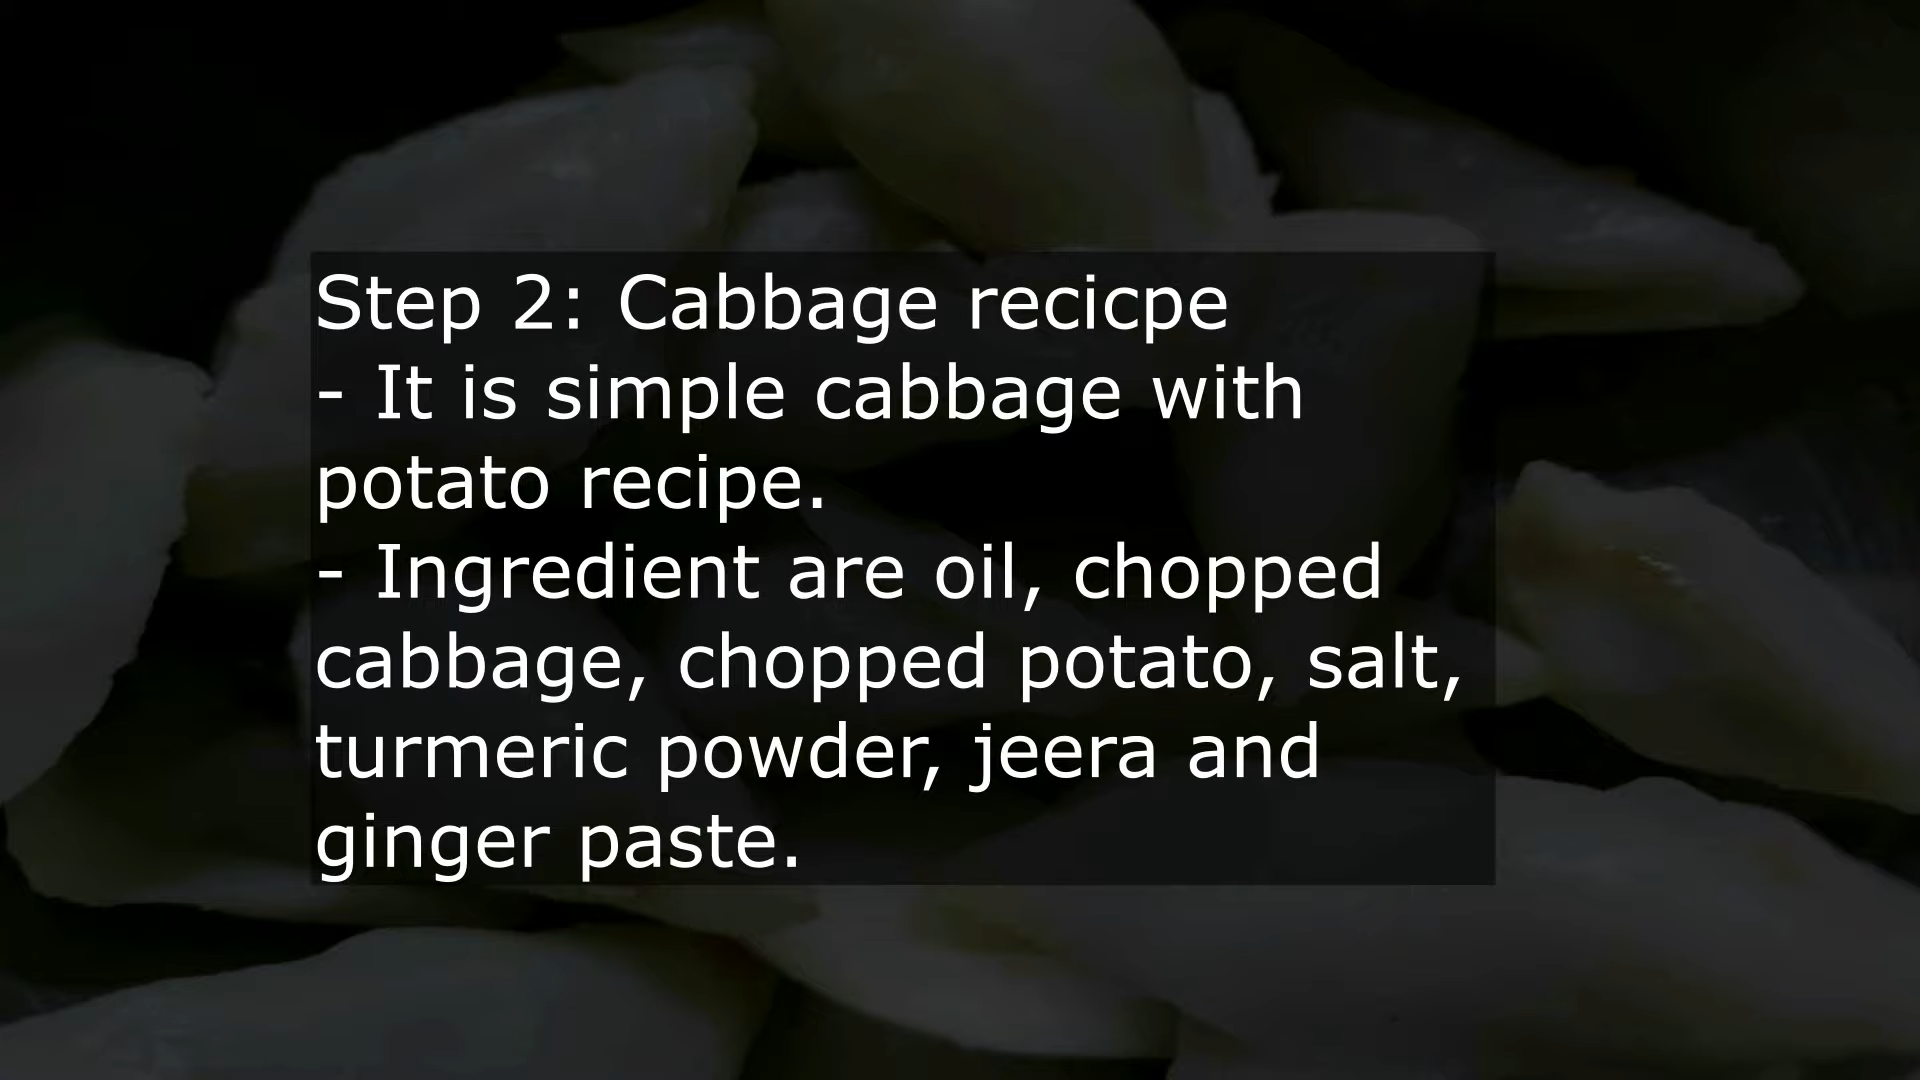 Step 2: Cabbage recicpe
- It is simple cabbage with
potato recipe.
- Ingredient are oil, chopped
cabbage, chopped potato, salt,
turmeric powder, jeera and
ginger paste.